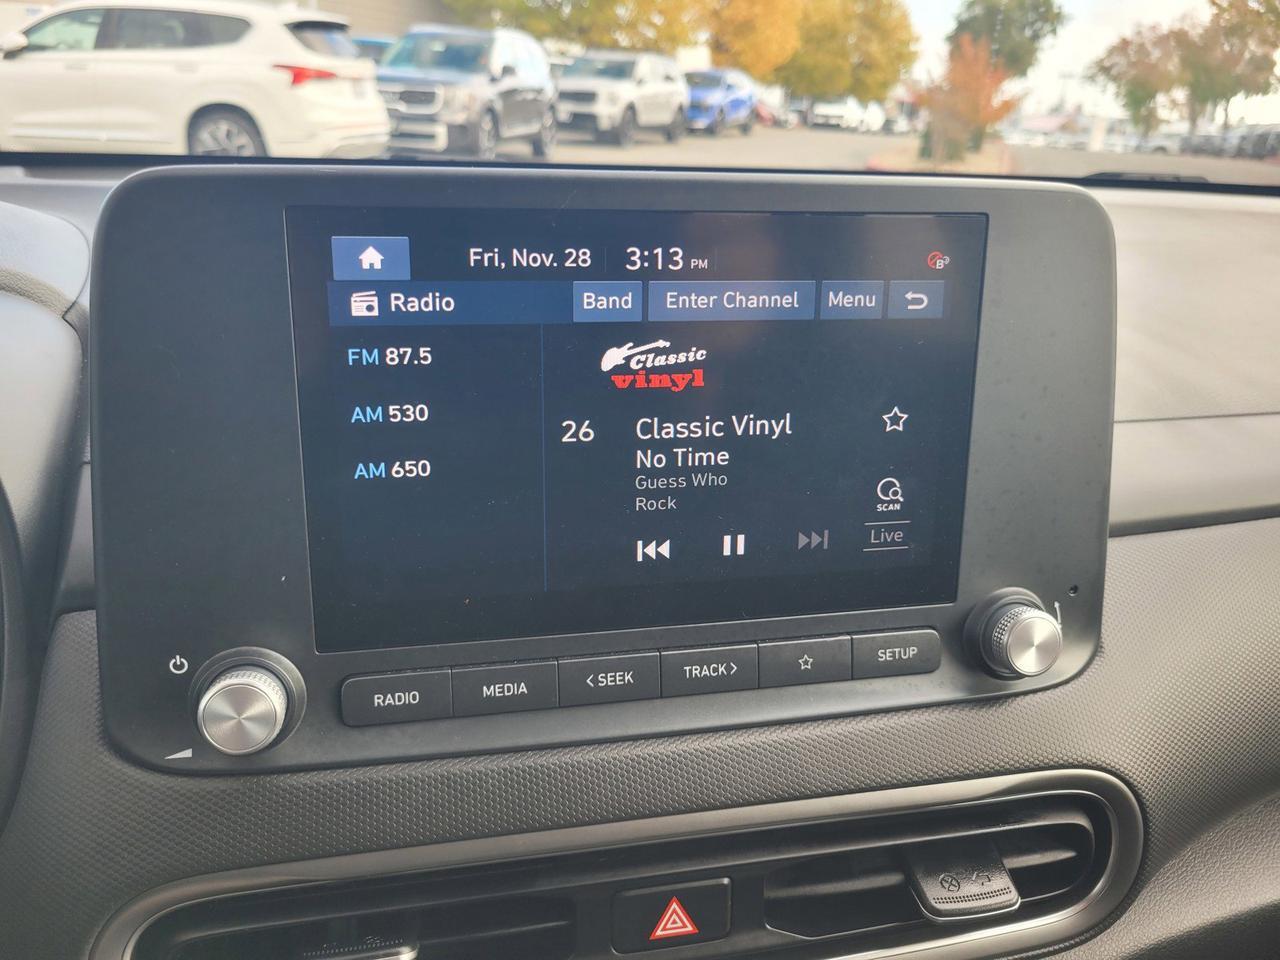 Fri, Nov. 28 3:13 PM
B
Radio Band Enter Channel Menu
FM 87.5
AM 530
AM 650
Classic
vinyl
26 Classic Vinyl
No Time
Guess Who
Rock
SCAN
Live
RADIO MEDIA < SEEK TRACK > SETUP